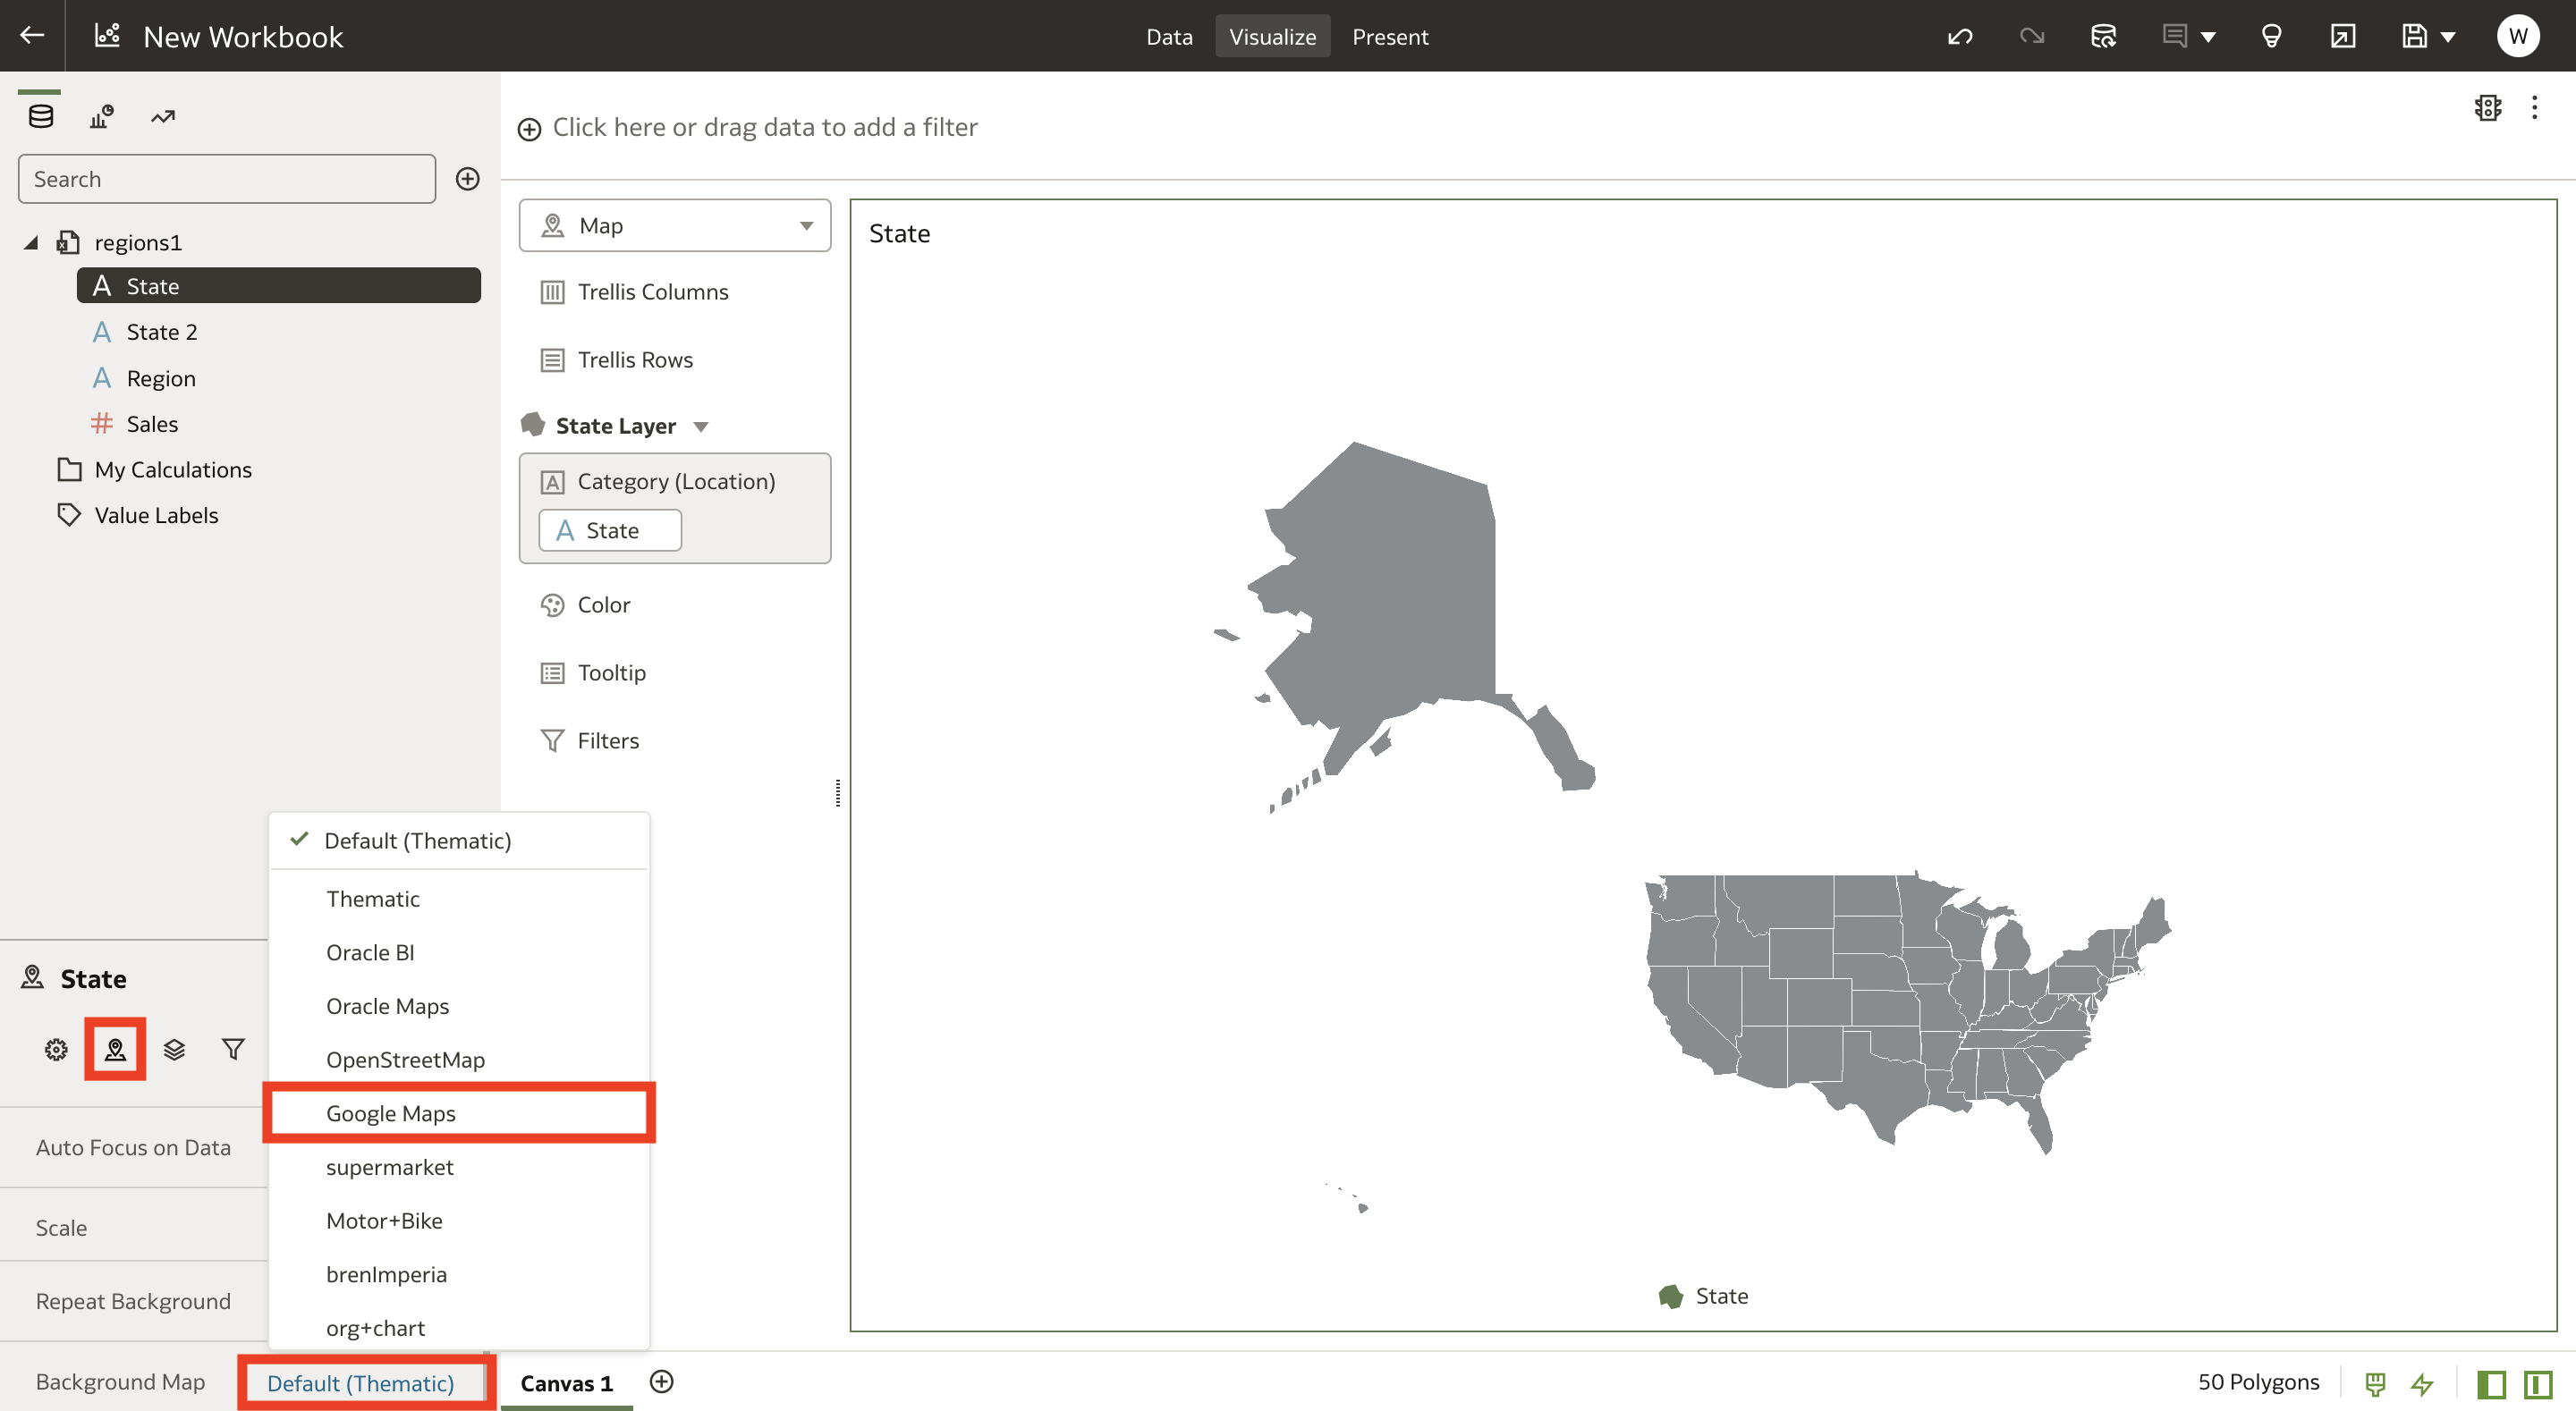 New Workbook
Data
Visualize
Present
W
Click here or drag data to add a filter
Search
regions1
A State
A State 2
A Region
# Sales
My Calculations
Value Labels
Map
Trellis Columns
Trellis Rows
State Layer
A Category (Location)
A State
Color
Tooltip
Filters
State
Default (Thematic)
Thematic
Oracle BI
Oracle Maps
OpenStreetMap
Google Maps
supermarket
Motor+Bike
brenImperia
org+chart
State
Auto Focus on Data
Scale
Repeat Background
Background Map
Default (Thematic)
State
Canvas 1
50 Polygons